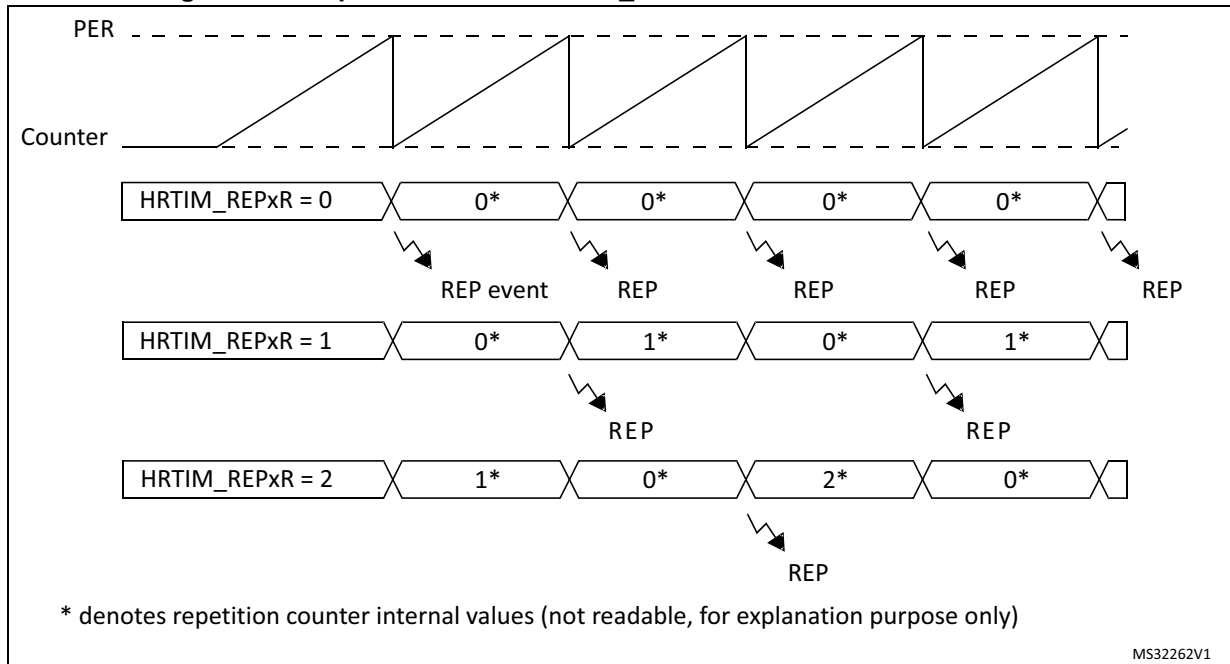 PER
Counter
HRTIM_REPxR = 0 0* 0* 0* 0*
REP event REP REP REP REP
HRTIM_REPxR = 1 0* 1* 0* 1*
REP REP
HRTIM_REPxR = 2 1* 0* 2* 0*
REP
* denotes repetition counter internal values (not readable, for explanation purpose only)
MS32262V1